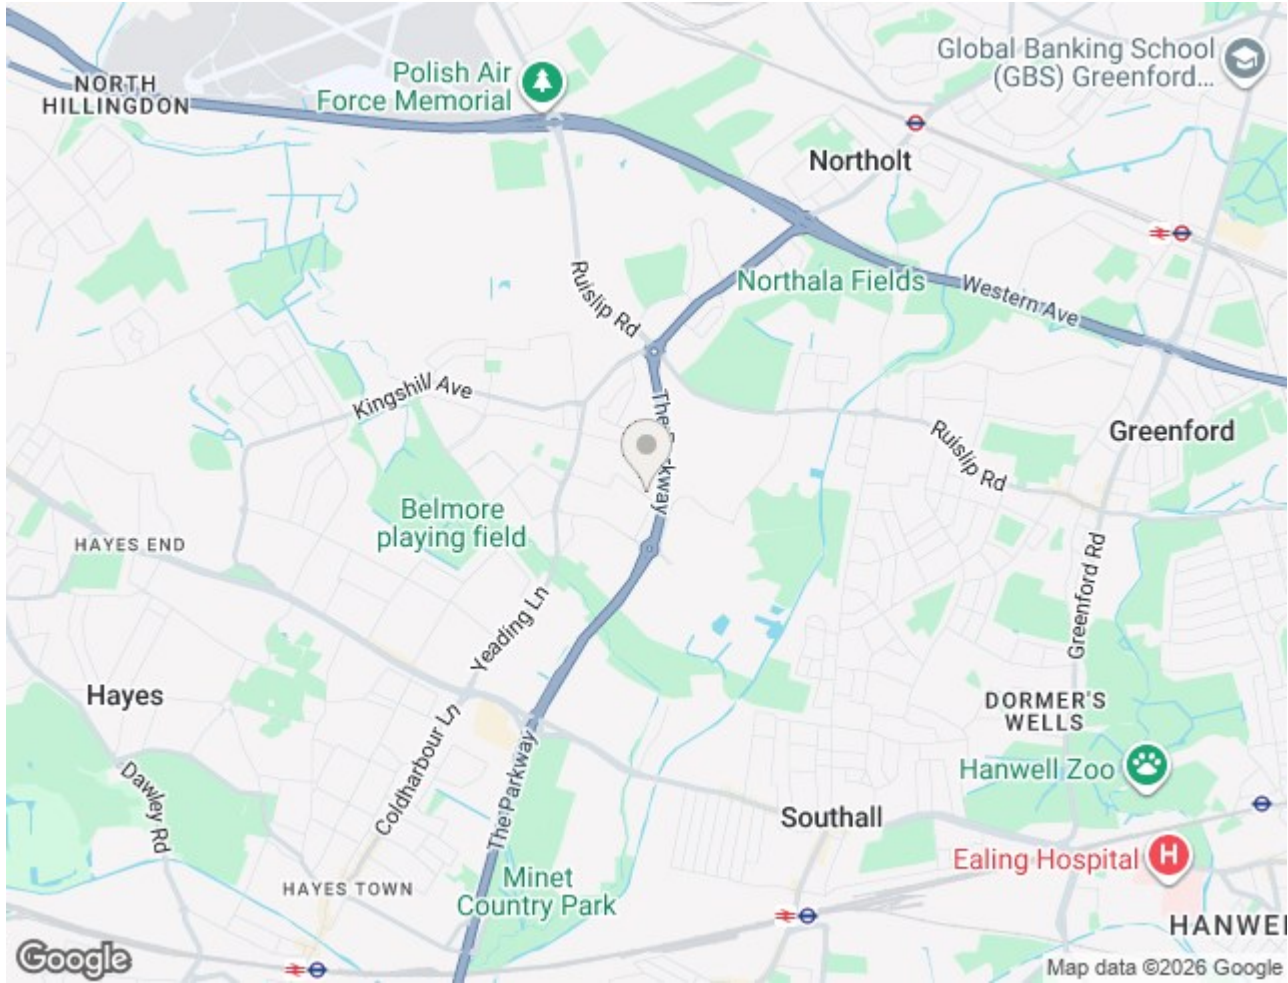 NORTH
HILLINGDON
Polish Air
Force Memorial
Global Banking School
(GBS) Greenford...
Northolt
Ruislip Rd
Northala Fields
Western Ave
Kingshill Ave
The Parkway
Greenford
Ruislip Rd
Belmore
playing field
HAYES END
Greenford Rd
Yeading Ln
Hayes
DORMER'S
WELLS
Coldharbour Ln
Hanwell Zoo
Dawley Rd
The Parkway
Southall
Ealing Hospital
H
HAYES TOWN
Minet
Country Park
HANWE
Google
Map data ©2026 Google